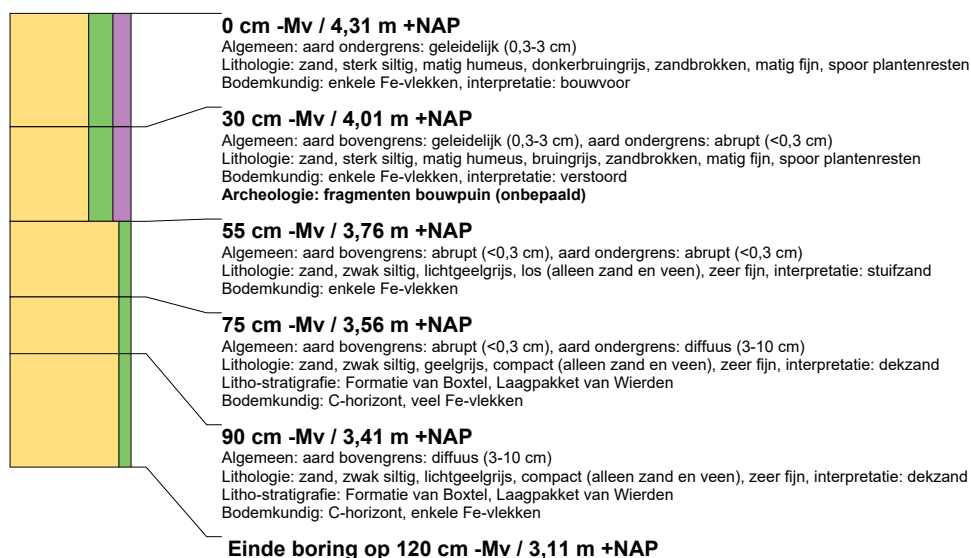 0 cm -Mv / 4,31 m +NAP
Algemeen: aard ondergrens: geleidelijk (0,3-3 cm)
Lithologie: zand, sterk siltig, matig humeus, donkerbruingrijs, zandbrokken, matig fijn, spoor plantenresten
Bodemkundig: enkele Fe-vlekken, interpretatie: bouwvoor
30 cm -Mv / 4,01 m +NAP
Algemeen: aard bovengrens: geleidelijk (0,3-3 cm), aard ondergrens: abrupt (<0,3 cm)
Lithologie: zand, sterk siltig, matig humeus, bruingrijs, zandbrokken, matig fijn, spoor plantenresten
Bodemkundig: enkele Fe-vlekken, interpretatie: verstoord
Archeologie: fragmenten bouwpuin (onbepaald)
55 cm -Mv / 3,76 m +NAP
Algemeen: aard bovengrens: abrupt (<0,3 cm), aard ondergrens: abrupt (<0,3 cm)
Lithologie: zand, zwak siltig, lichtgeelgrijs, los (alleen zand en veen), zeer fijn, interpretatie: stuifzand
Bodemkundig: enkele Fe-vlekken
75 cm -Mv / 3,56 m +NAP
Algemeen: aard bovengrens: abrupt (<0,3 cm), aard ondergrens: diffuus (3-10 cm)
Lithologie: zand, zwak siltig, geelgrijs, compact (alleen zand en veen), zeer fijn, interpretatie: dekzand
Litho-stratigrafie: Formatie van Boxtel, Laagpakket van Wierden
Bodemkundig: C-horizont, veel Fe-vlekken
90 cm -Mv / 3,41 m +NAP
Algemeen: aard bovengrens: diffuus (3-10 cm)
Lithologie: zand, zwak siltig, lichtgeelgrijs, compact (alleen zand en veen), zeer fijn, interpretatie: dekzand
Litho-stratigrafie: Formatie van Boxtel, Laagpakket van Wierden
Bodemkundig: C-horizont, enkele Fe-vlekken
Einde boring op 120 cm -Mv / 3,11 m +NAP